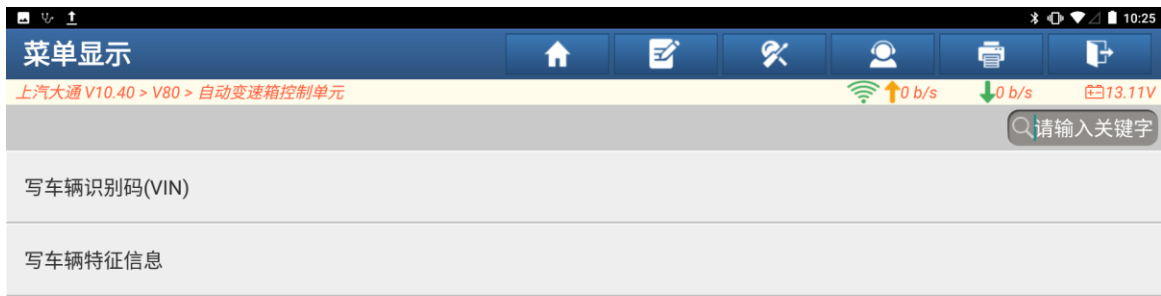 10:25
菜单显示
上汽大通 V10.40 > V80 > 自动变速箱控制单元 0 b/s 0 b/s 13.11V
请输入关键字
写车辆识别码(VIN)
写车辆特征信息